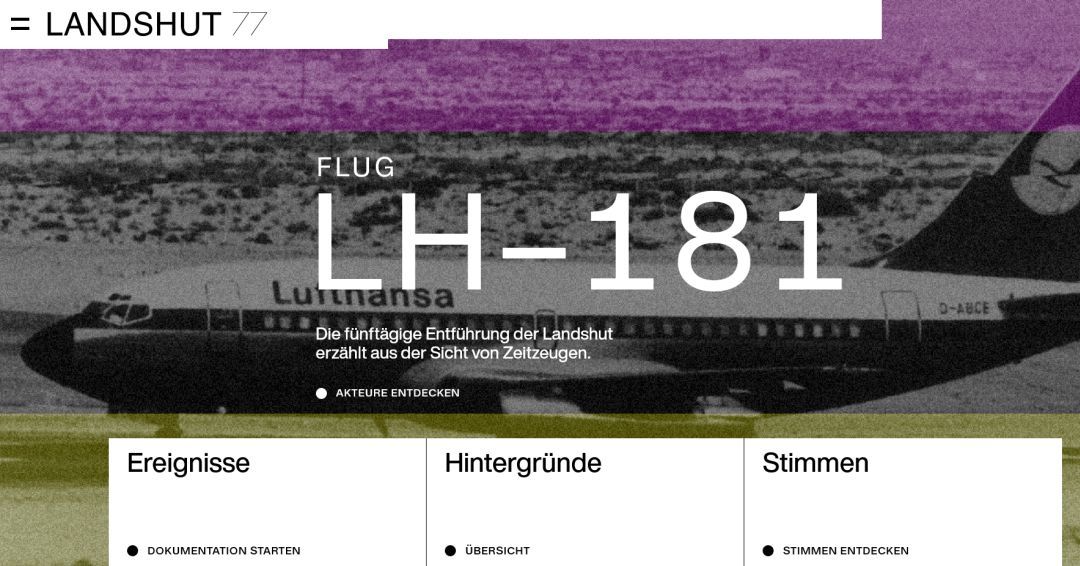 LANDSHUT 77
FLUG
LH-181
Lufthansa
D-ABCE
Die fünftägige Entführung der Landshut
erzählt aus der Sicht von Zeitzeugen.
AKTEURE ENTDECKEN
Ereignisse
Hintergründe
Stimmen
DOKUMENTATION STARTEN
ÜBERSICHT
STIMMEN ENTDECKEN